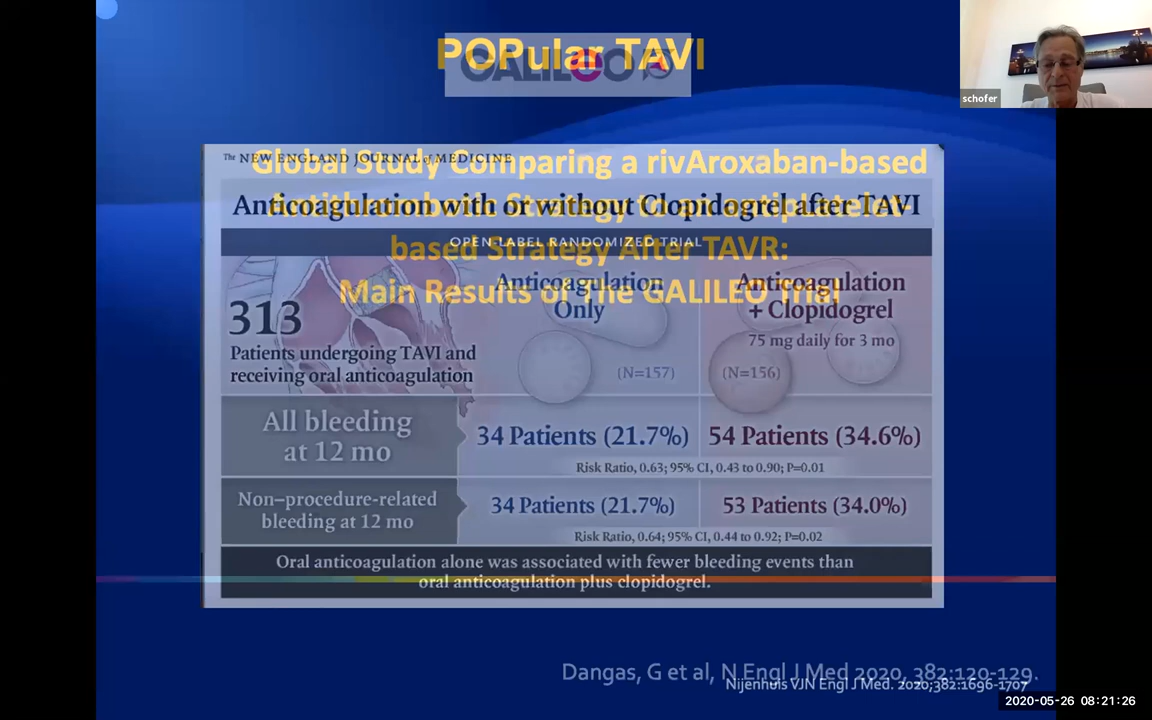 POPular TAVI
GALILEO
schofer
The NEW ENGLAND JOURNAL of MEDICINE
Global Study Comparing a rivAroxaban-based
Antithrombotic Strategy to an antipLatelet-
based Strategy After TAVR:
Main Results of The GALILEO Trial
Anticoagulation with or without Clopidogrel after TAVI
OPEN-LABEL RANDOMIZED TRIAL
313
Patients undergoing TAVI and
receiving oral anticoagulation
Anticoagulation
Only
(N=157)
Anticoagulation
+ Clopidogrel
75 mg daily for 3 mo
(N=156)
All bleeding
at 12 mo
34 Patients (21.7%)
54 Patients (34.6%)
Risk Ratio, 0.63; 95% CI, 0.43 to 0.90; P=0.01
Non–procedure-related
bleeding at 12 mo
34 Patients (21.7%)
53 Patients (34.0%)
Risk Ratio, 0.64; 95% CI, 0.44 to 0.92; P=0.02
Oral anticoagulation alone was associated with fewer bleeding events than
oral anticoagulation plus clopidogrel.
Dangas, G et al, N Engl J Med 2020, 382:120-129.
Nijenhuis VJN Engl J Med. 2020;382:1696-1707
2020-05-26 08:21:26